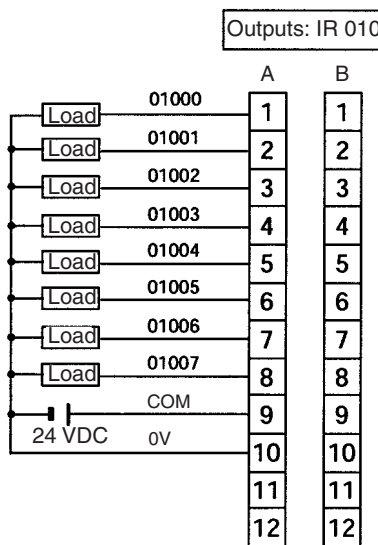 Outputs: IR 010
A B
01000 1 1
Load
01001 2 2
Load
01002 3 3
Load
01003 4 4
Load
01004 5 5
Load
01005 6 6
Load
01006 7 7
Load
01007 8 8
Load
COM 9 9
24 VDC 0V 10 10
11 11
12 12